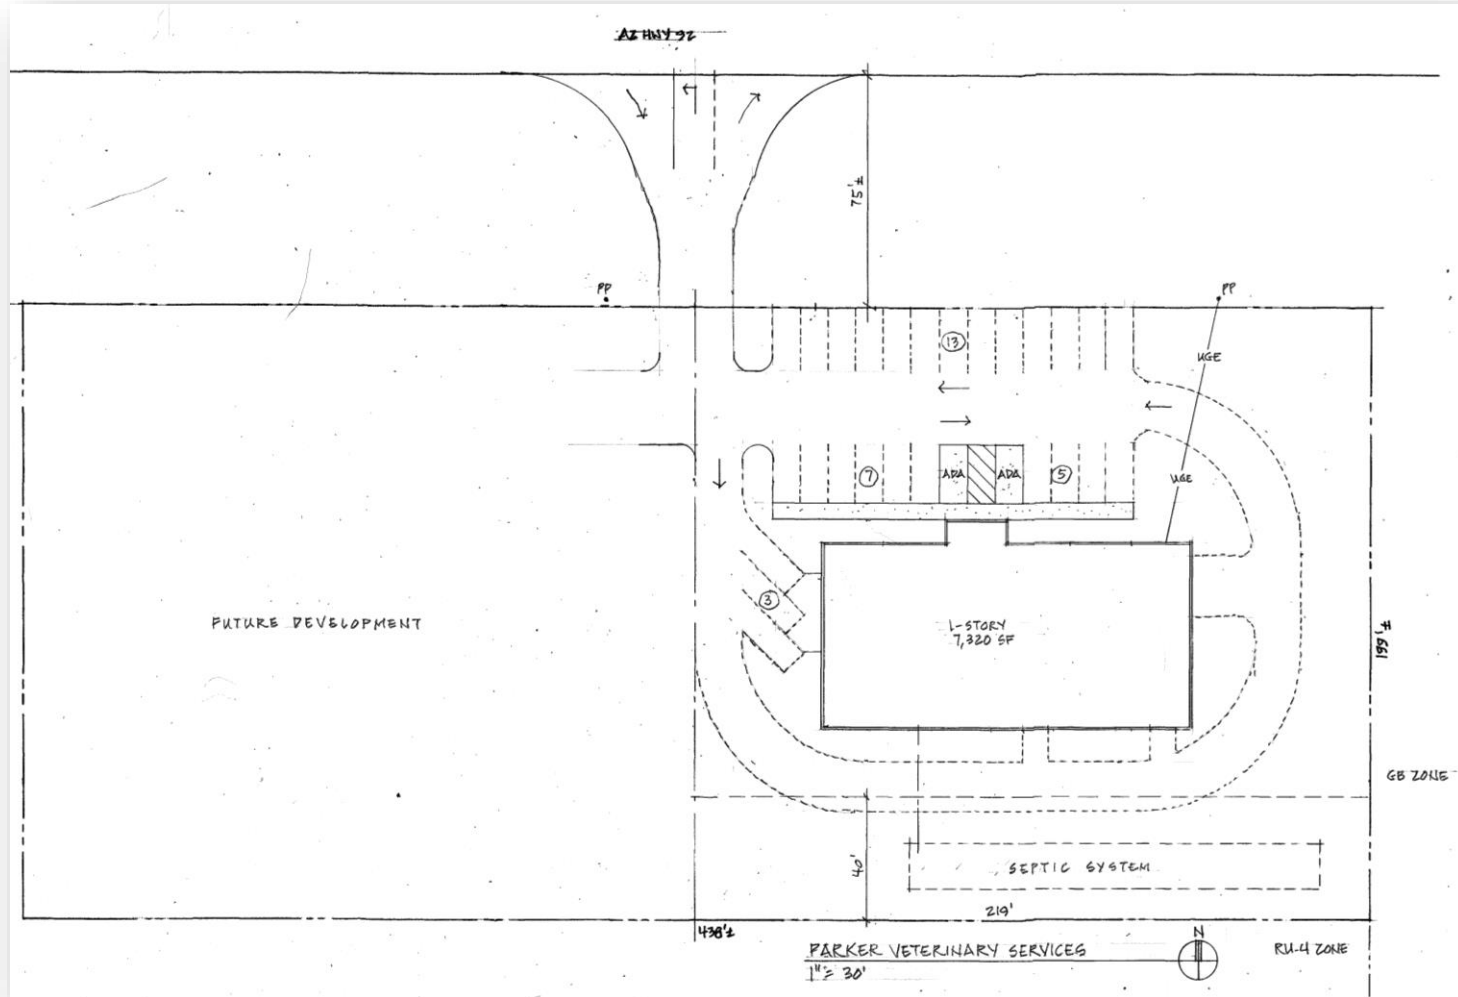 AZ HWY 92
75'±
PP
PP
UGE
13
UGE
7
ADA
ADA
5
3
FUTURE DEVELOPMENT
1-STORY
7,320 SF
199'±
GB ZONE
40'
SEPTIC SYSTEM
219'
438'±
PARKER VETERINARY SERVICES
1" = 30'
N
RU-4 ZONE